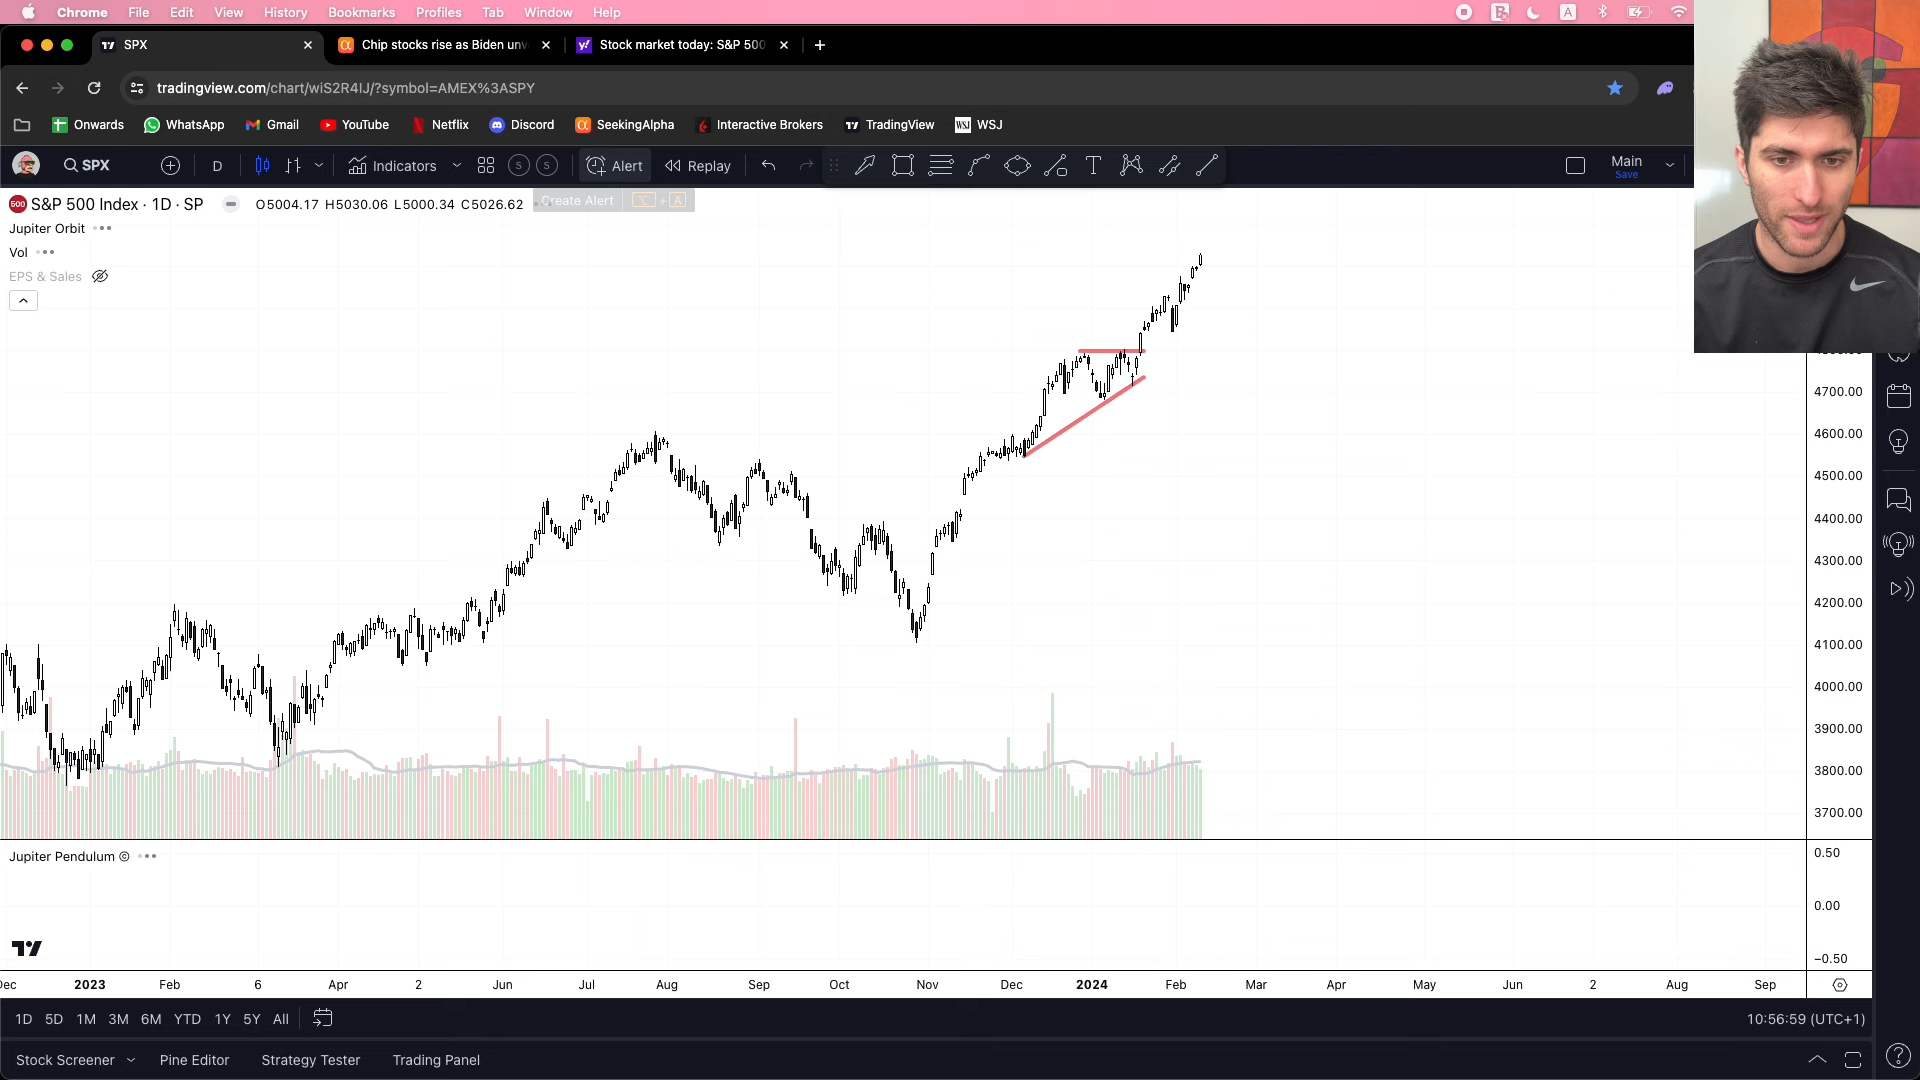 Chrome File Edit View History Bookmarks Profiles Tab Window Help
A
SPX
Chip stocks rise as Biden unv
Stock market today: S&P 500
tradingview.com/chart/wiS2R4IJ/?symbol=AMEX%3ASPY
Onwards WhatsApp Gmail YouTube Netflix Discord SeekingAlpha Interactive Brokers TradingView WSJ WSJ
SPX D Indicators S S Alert Replay T Main
Save
500 S&P 500 Index · 1D · SP O5004.17 H5030.06 L5000.34 C5026.62
Create Alert + A
Jupiter Orbit
Vol
EPS & Sales
4700.00
4600.00
4500.00
4400.00
4300.00
4200.00
4100.00
4000.00
3900.00
3800.00
3700.00
Jupiter Pendulum
0.50
0.00
−0.50
Dec 2023 Feb 6 Apr 2 Jun Jul Aug Sep Oct Nov Dec 2024 Feb Mar Apr May Jun 2 Aug Sep
1D 5D 1M 3M 6M YTD 1Y 5Y All 10:56:59 (UTC+1)
Stock Screener Pine Editor Strategy Tester Trading Panel